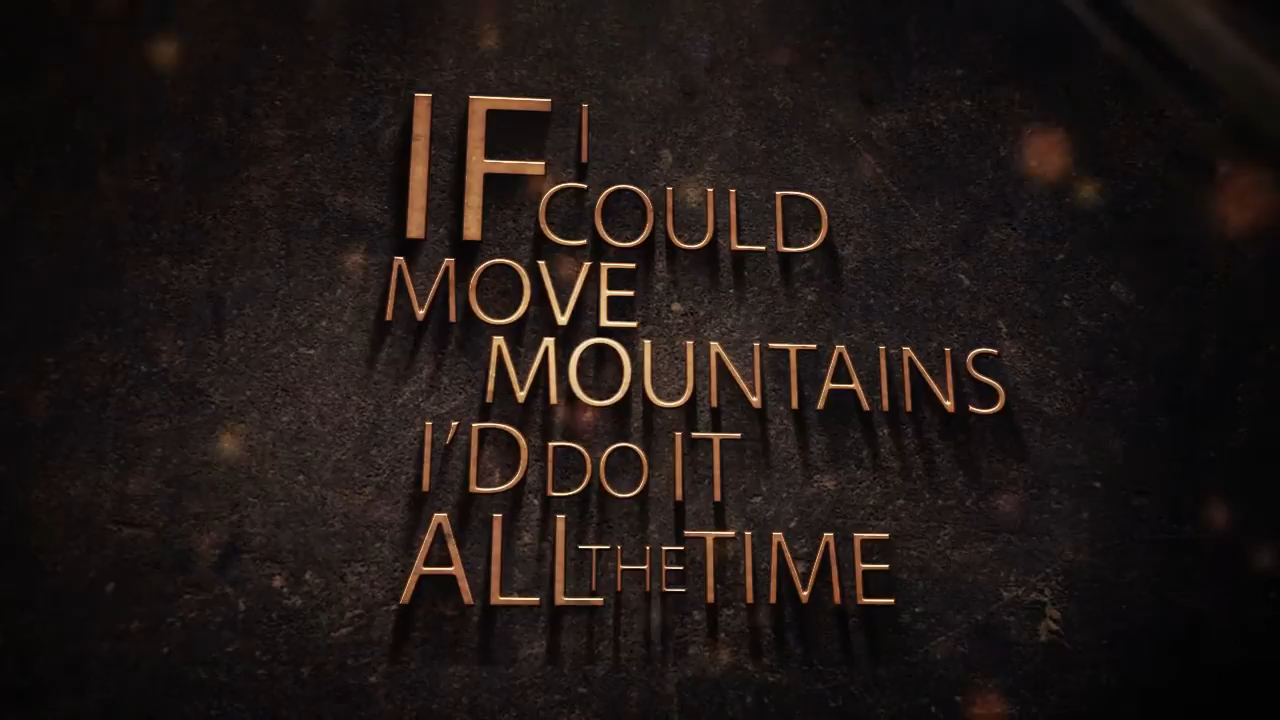 IF I
COULD
MOVE
MOUNTAINS
I'D DO IT
ALL THE TIME